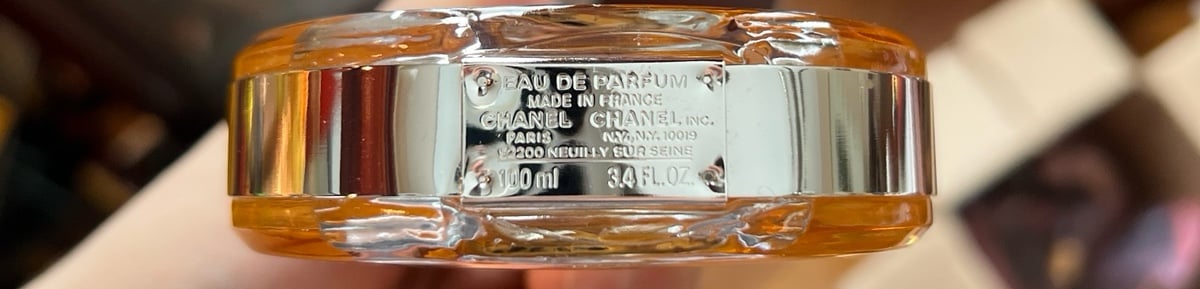 EAU DE PARFUM
MADE IN FRANCE
CHANEL CHANEL INC.
PARIS N.Y., N.Y. 10019
92200 NEUILLY SUR SEINE
100 ml 3.4 FL.OZ.